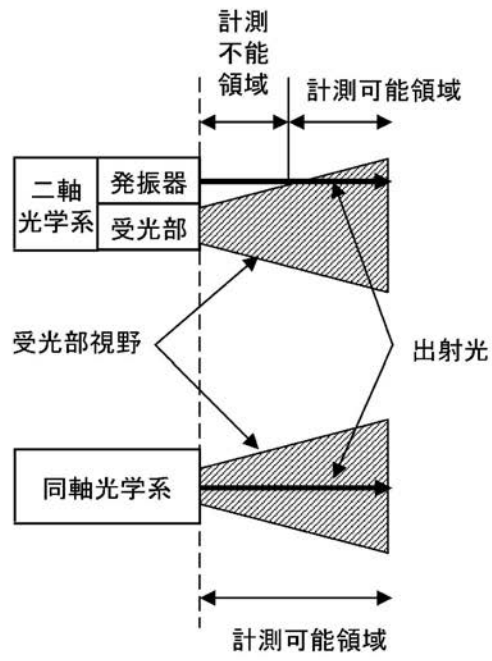 計測
不能
領域
計測可能領域
二軸
光学系
発振器
受光部
受光部視野
出射光
同軸光学系
計測可能領域